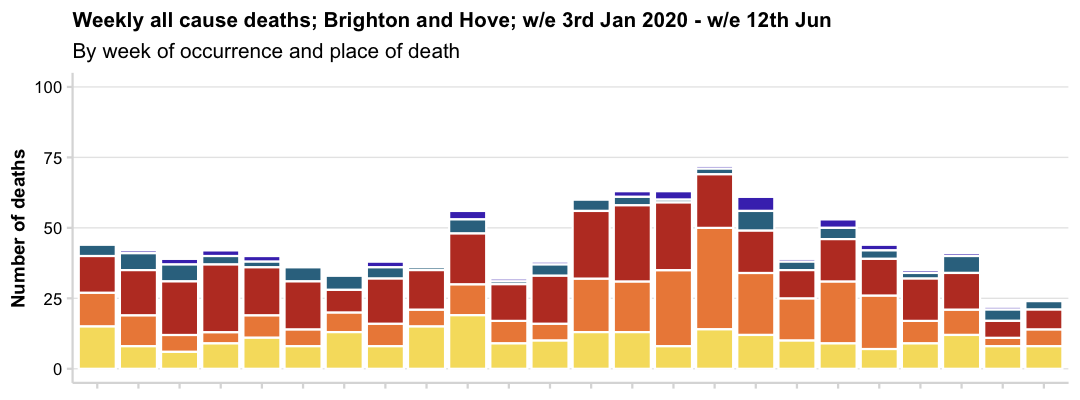 Weekly all cause deaths; Brighton and Hove; w/e 3rd Jan 2020 - w/e 12th Jun
By week of occurrence and place of death
100
75
50
25
0
Number of deaths